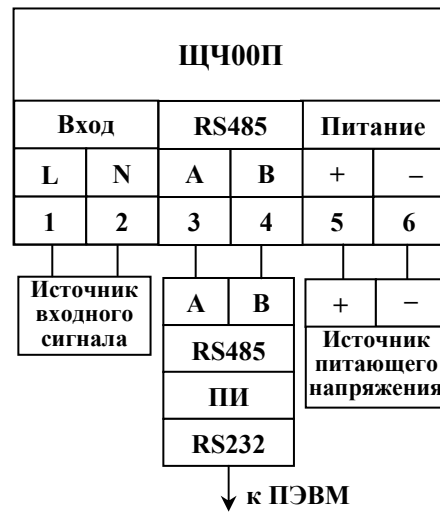 ЩЧ00П
Вход RS485 Питание
L N A B + –
1 2 3 4 5 6
Источник
входного
сигнала
A B
RS485
ПИ
RS232
+ –
Источник
питающего
напряжения
к ПЭВМ